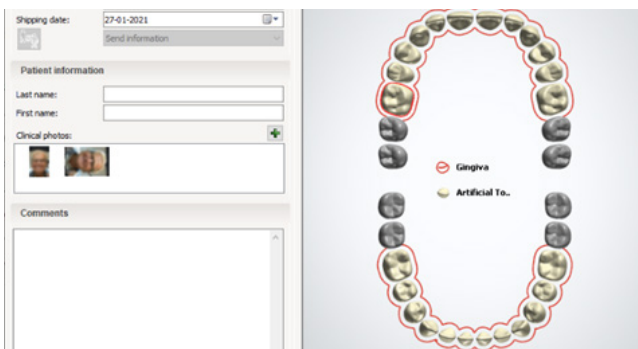 Shipping date: 27-01-2021
Send information
Patient information
Last name:
First name:
Clinical photos:
Comments
Gingiva
Artificial To..